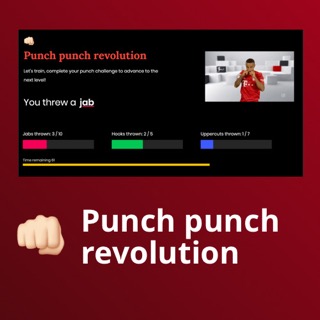 Punch punch revolution
Let's train, complete your punch challenge to advance to the
next level!
You threw a jab
Jabs thrown: 3 / 10
Hooks thrown: 2 / 5
Uppercuts thrown: 1 / 7
Punch punch
revolution